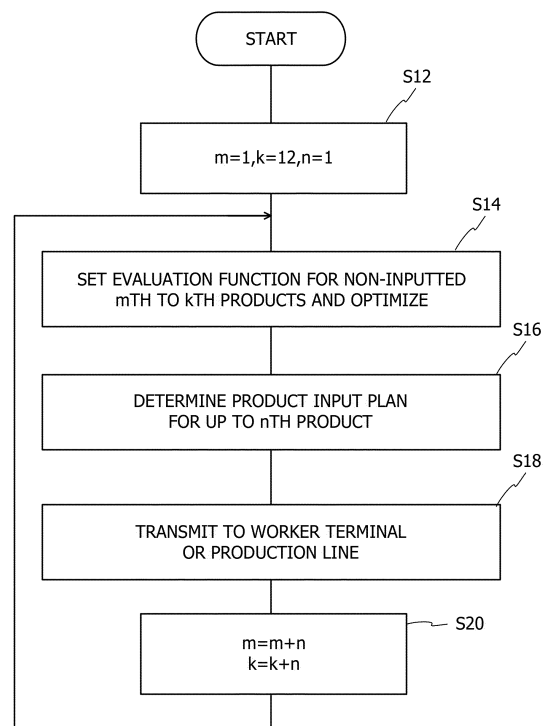 START
S12
m=1,k=12,n=1
S14
SET EVALUATION FUNCTION FOR NON-INPUTTED
mTH TO kTH PRODUCTS AND OPTIMIZE
S16
DETERMINE PRODUCT INPUT PLAN
FOR UP TO nTH PRODUCT
S18
TRANSMIT TO WORKER TERMINAL
OR PRODUCTION LINE
S20
m=m+n
k=k+n